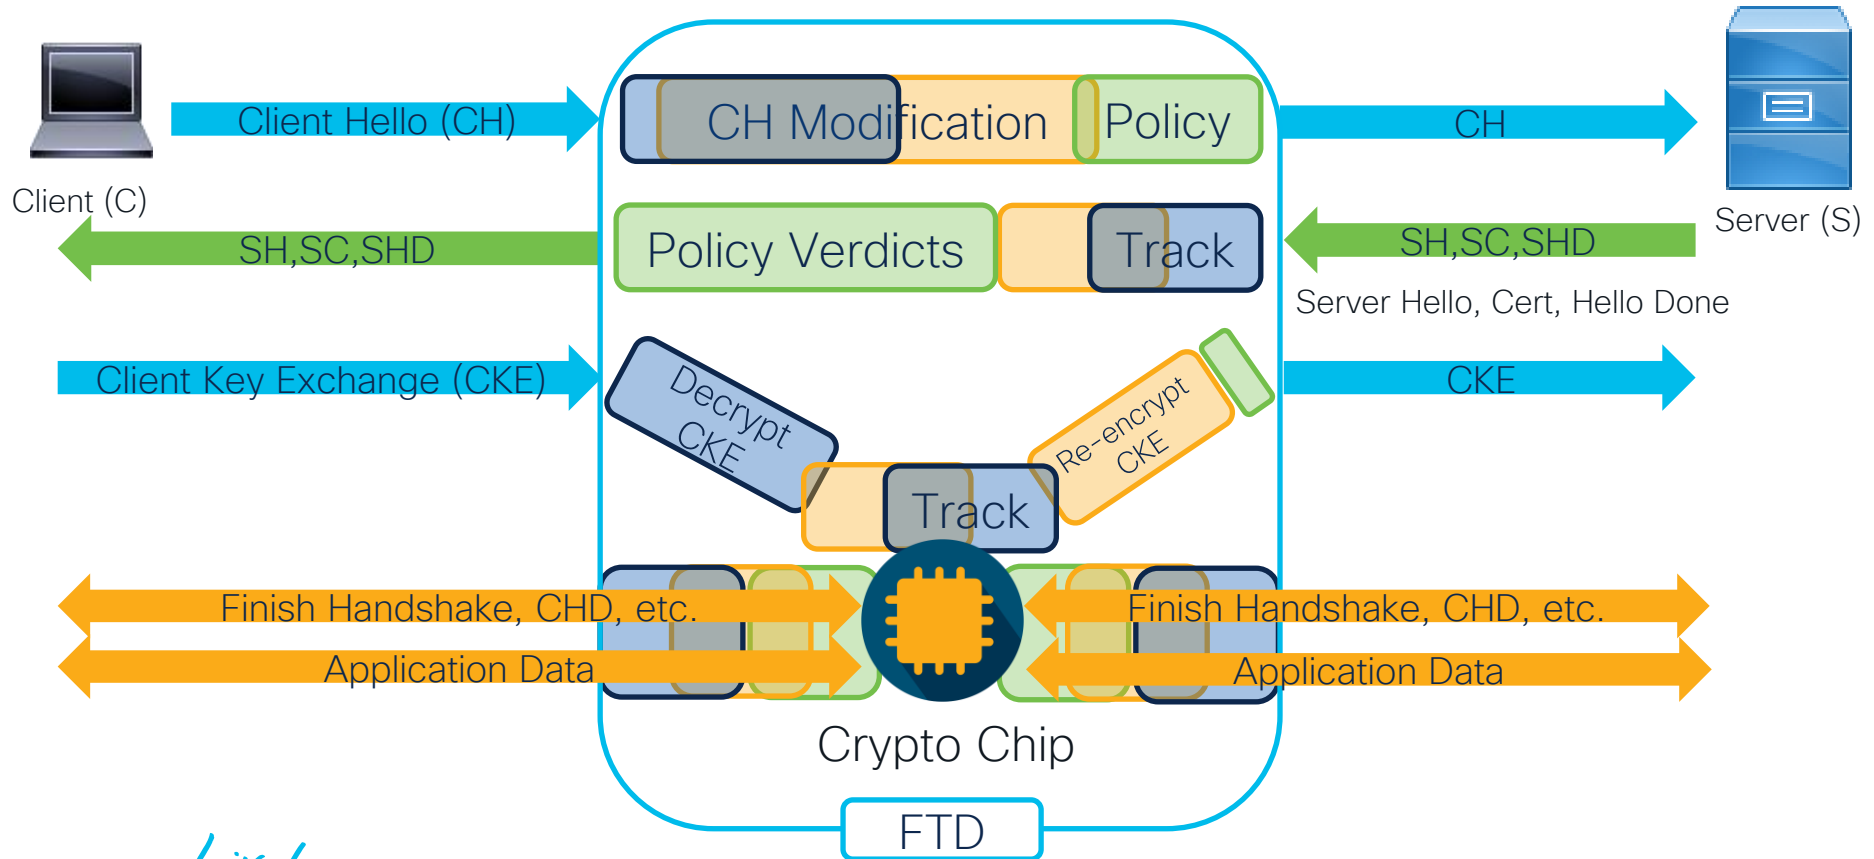 Client Hello (CH)
CH Modification
Policy
CH
Client (C)
Server (S)
SH,SC,SHD
Policy Verdicts
Track
SH,SC,SHD
Server Hello, Cert, Hello Done
Client Key Exchange (CKE)
Decrypt
CKE
Re-encrypt
CKE
CKE
Track
Finish Handshake, CHD, etc.
Finish Handshake, CHD, etc.
Application Data
Application Data
Crypto Chip
FTD